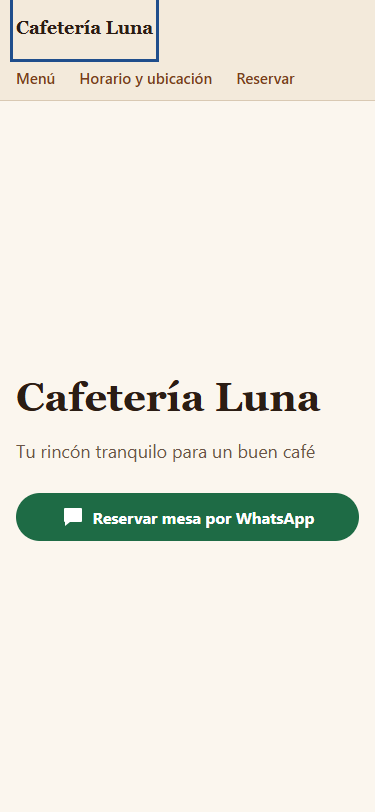 Cafetería Luna
Menú Horario y ubicación Reservar
Cafetería Luna
Tu rincón tranquilo para un buen café
Reservar mesa por WhatsApp